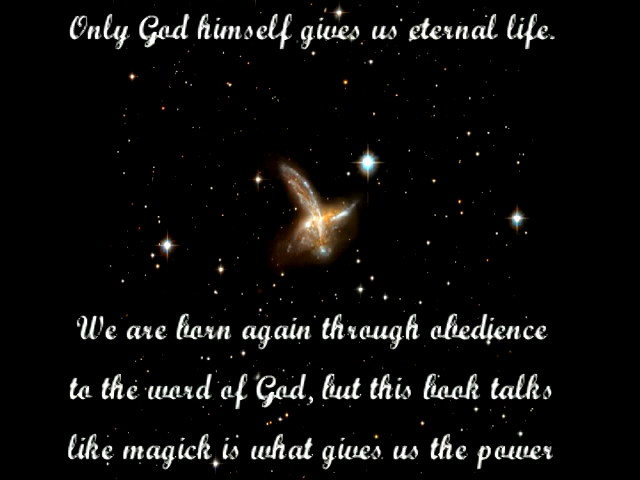 Only God himself gives us eternal life.
We are born again through obedience
to the word of God, but this book talks
like magick is what gives us the power